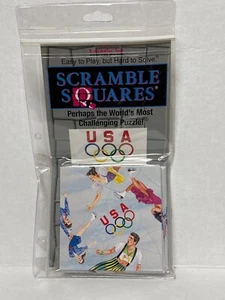 Easy to Play, but Hard to Solve
SCRAMBLE
SQUARES®
Perhaps the World's Most
Challenging Puzzle!
USA
USA